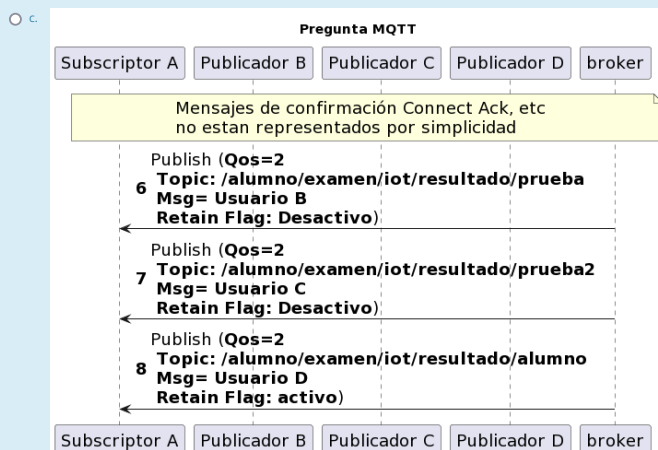 c.
Pregunta MQTT
Subscriptor A Publicador B Publicador C Publicador D broker
Mensajes de confirmación Connect Ack, etc
no estan representados por simplicidad
Publish (Qos=2
6 Topic: /alumno/examen/iot/resultado/prueba
Msg= Usuario B
Retain Flag: Desactivo)
Publish (Qos=2
7 Topic: /alumno/examen/iot/resultado/prueba2
Msg= Usuario C
Retain Flag: Desactivo)
Publish (Qos=2
8 Topic: /alumno/examen/iot/resultado/alumno
Msg= Usuario D
Retain Flag: activo)
Subscriptor A Publicador B Publicador C Publicador D broker